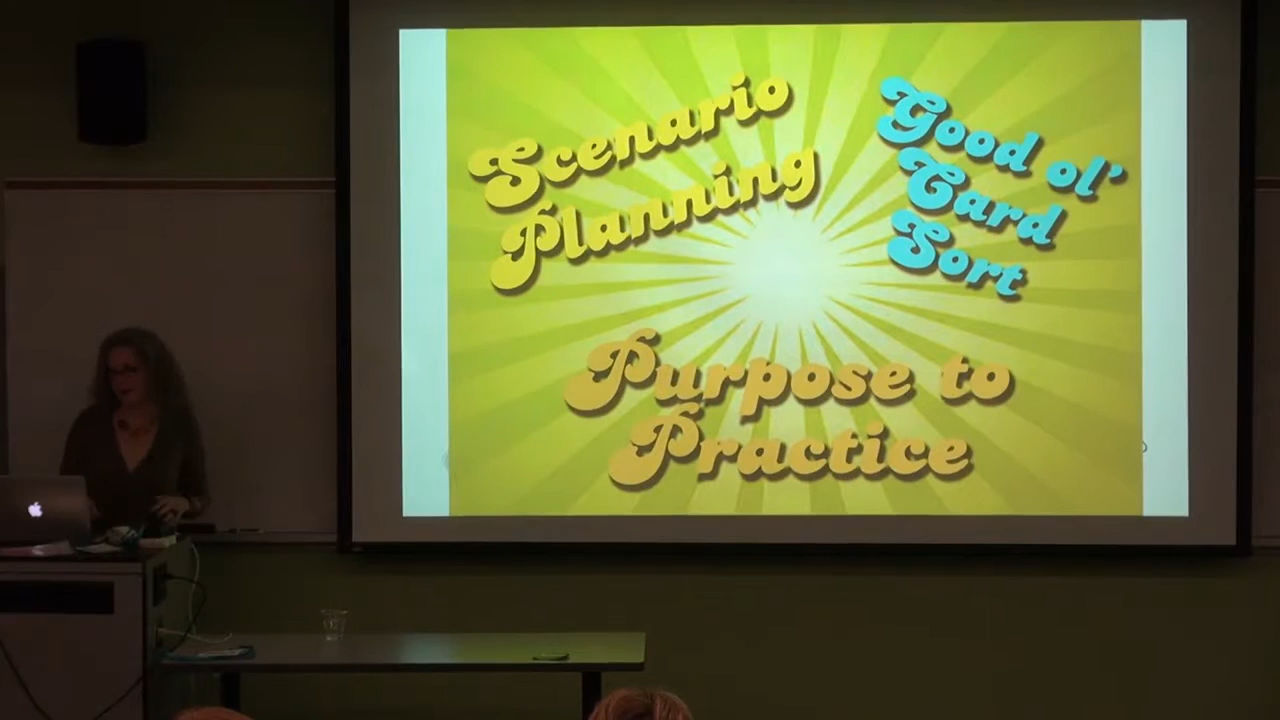 Scenario
Planning
Good ol'
Card
Sort
Purpose to
Practice